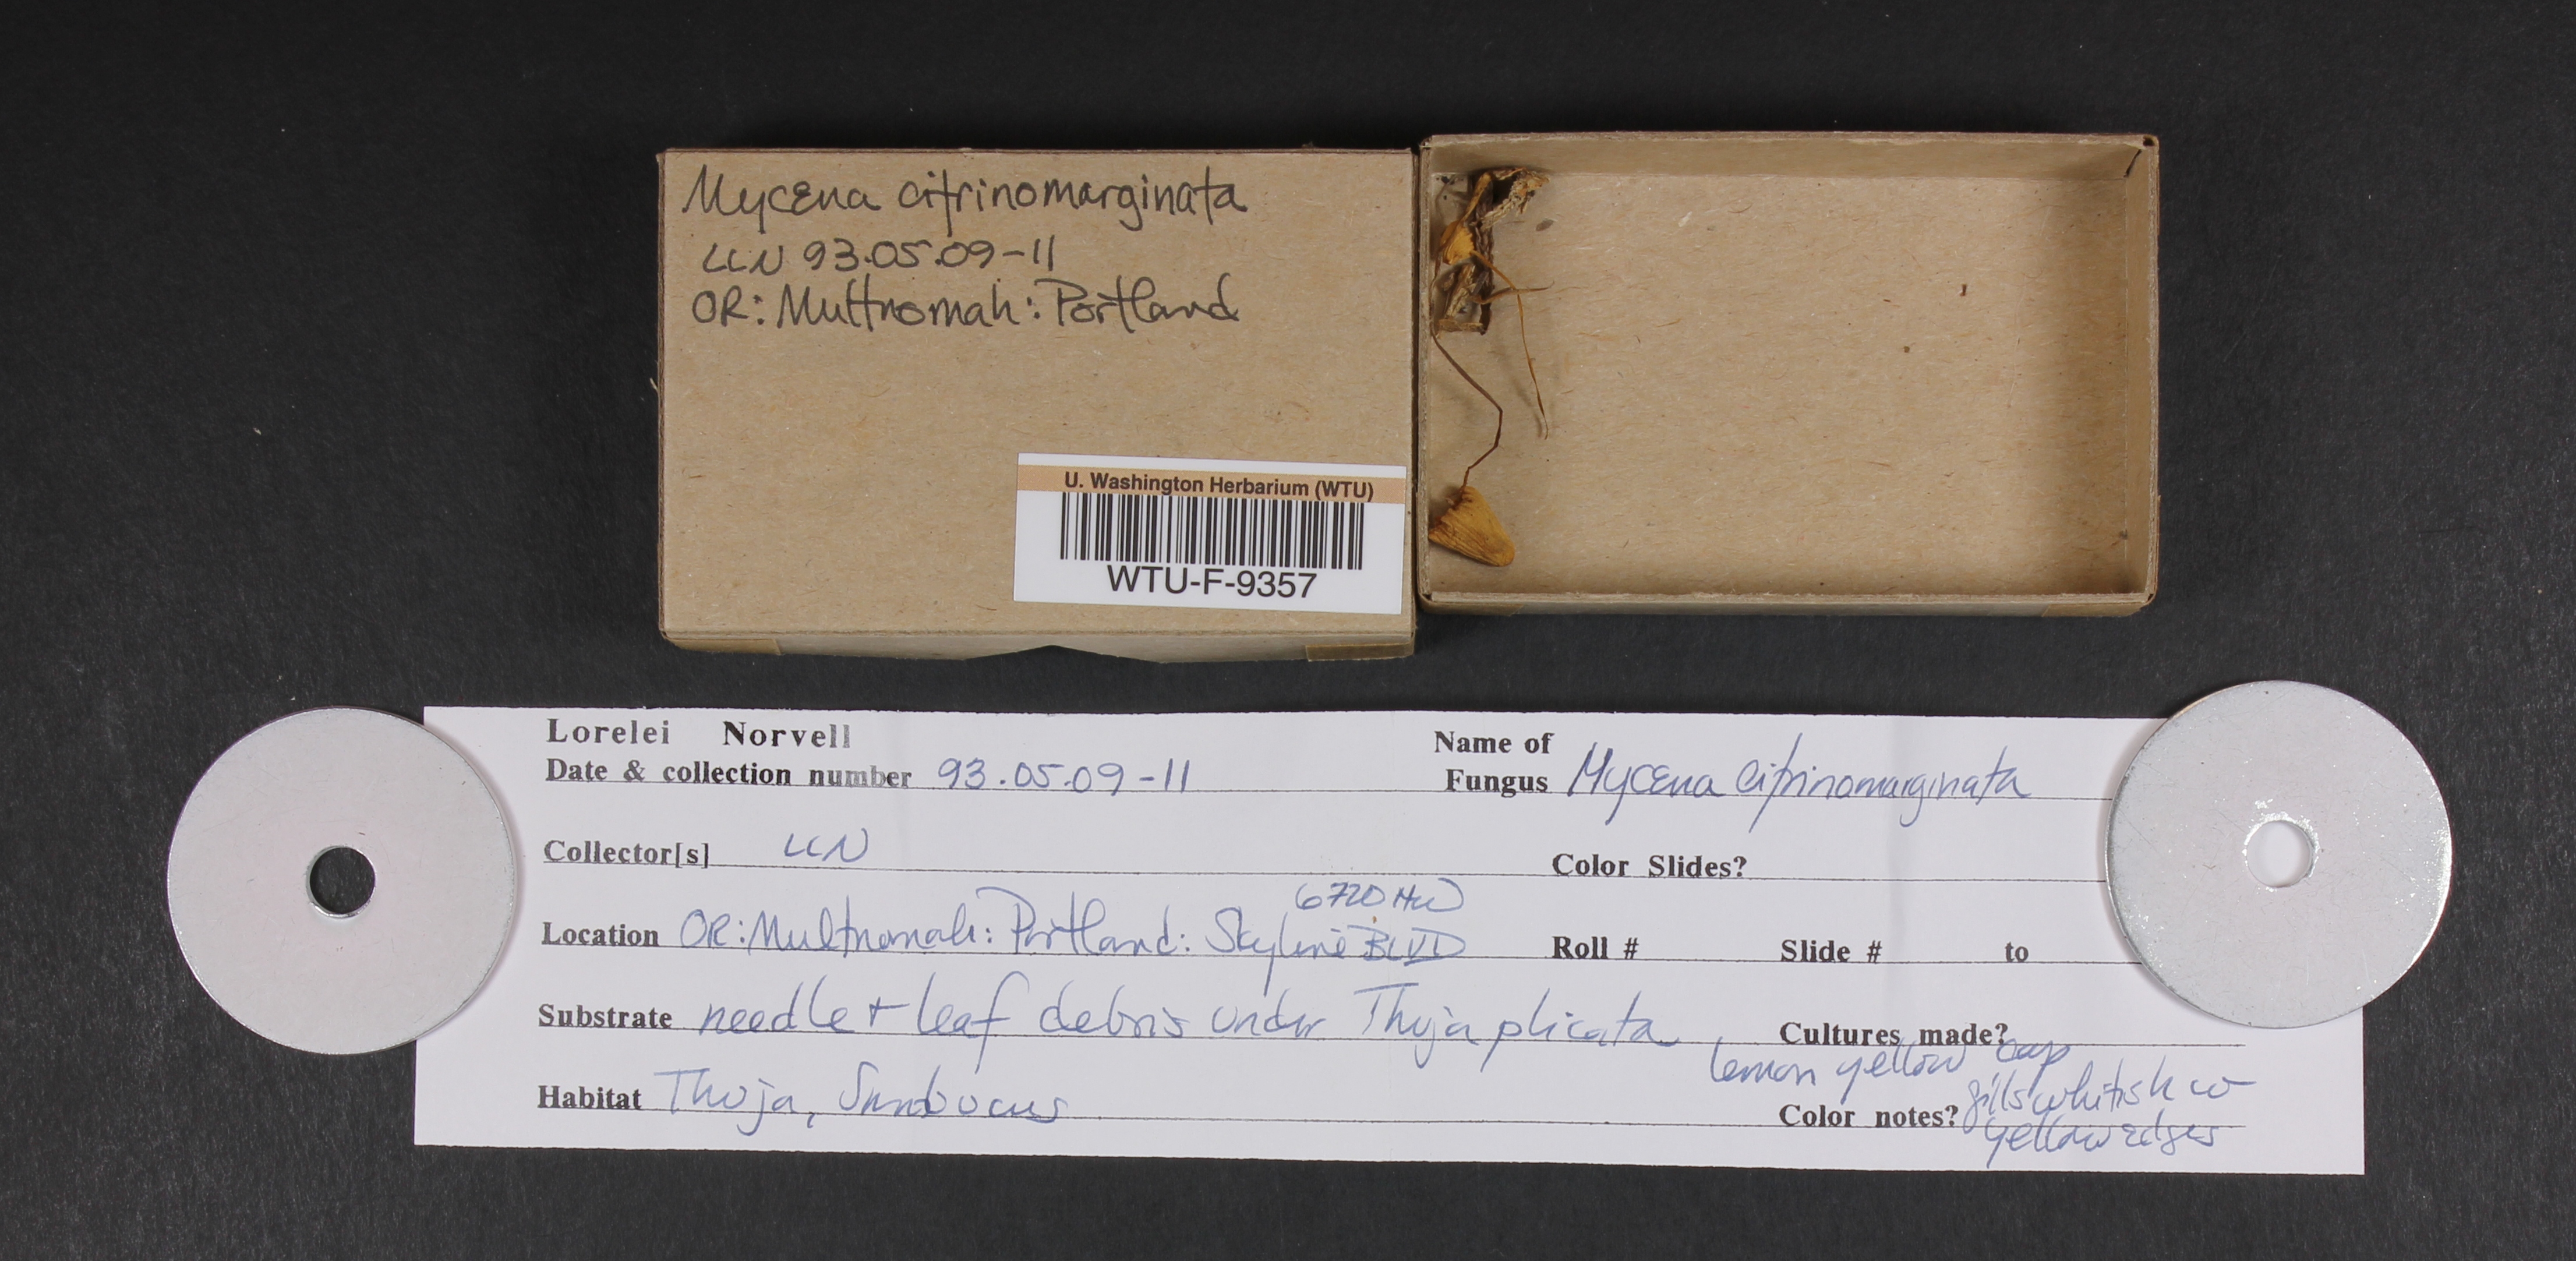 Mycena citrinomarginata
LLN 93.05.09-11
OR: Multnomah: Portland
U. Washington Herbarium (WTU)
WTU-F-9357
Lorelei Norvell
Date & collection number 93.05.09-11
Name of
Fungus Mycena citrinomarginata
Collector[s] LLN
Color Slides?
6720 NW
Location OR: Multnomah: Portland: Skyline BLVD
Roll # Slide # to
Substrate needle + leaf debris under Thuja plicata
Cultures made?
lemon yellow cap
Habitat Thuja, Sambucus
Color notes? gills whitish w
yellow edges